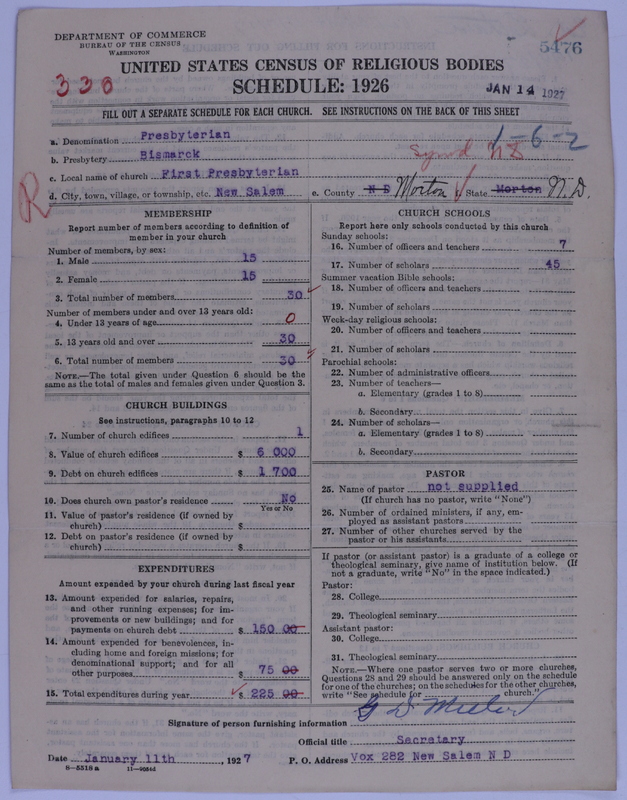 DEPARTMENT OF COMMERCE
BUREAU OF THE CENSUS
WASHINGTON
5476
UNITED STATES CENSUS OF RELIGIOUS BODIES
336
SCHEDULE: 1926
JAN 14 1927
FILL OUT A SEPARATE SCHEDULE FOR EACH CHURCH. SEE INSTRUCTIONS ON THE BACK OF THIS SHEET
1-6-2
a. Denomination Presbyterian
b. Presbytery Bismarck
Synod ND
c. Local name of church First Presbyterian
d. City, town, village, or township, etc. New Salem e. County N D Morton f. State Morton N.D.
R
MEMBERSHIP
Report number of members according to definition of
member in your church
Number of members, by sex:
1. Male 15
2. Female 15
3. Total number of members 30
Number of members under and over 13 years old:
4. Under 13 years of age 0
5. 13 years old and over 30
6. Total number of members 30
NOTE.—The total given under Question 6 should be the
same as the total of males and females given under Question 3.
CHURCH BUILDINGS
See instructions, paragraphs 10 to 12
7. Number of church edifices 1
8. Value of church edifices $ 6 000
9. Debt on church edifices $ 1 700
10. Does church own pastor's residence No
Yes or No
11. Value of pastor's residence (if owned by
church) $
12. Debt on pastor's residence (if owned by
church) $
EXPENDITURES
Amount expended by your church during last fiscal year
13. Amount expended for salaries, repairs,
and other running expenses; for im-
provements or new buildings; and for
payments on church debt $ 150 00
14. Amount expended for benevolences, in-
cluding home and foreign missions; for
denominational support; and for all
other purposes $ 75 00
15. Total expenditures during year $ 225 00
CHURCH SCHOOLS
Report here only schools conducted by this church
Sunday schools:
16. Number of officers and teachers 7
17. Number of scholars 45
Summer vacation Bible schools:
18. Number of officers and teachers
19. Number of scholars
Week-day religious schools:
20. Number of officers and teachers
21. Number of scholars
Parochial schools:
22. Number of administrative officers
23. Number of teachers—
a. Elementary (grades 1 to 8)
b. Secondary
24. Number of scholars—
a. Elementary (grades 1 to 8)
b. Secondary
PASTOR
25. Name of pastor not supplied
(If church has no pastor, write "None")
26. Number of ordained ministers, if any, em-
ployed as assistant pastors
27. Number of other churches served by the
pastor or his assistants
If pastor (or assistant pastor) is a graduate of a college or
theological seminary, give name of institution below. (If
not a graduate, write "No" in the space indicated.)
Pastor:
28. College
29. Theological seminary
Assistant pastor:
30. College
31. Theological seminary
NOTE.—Where one pastor serves two or more churches,
Questions 28 and 29 should be answered only on the schedule
for one of the churches; on the schedules for the other churches,
write "See schedule for church."
Signature of person furnishing information
Official title Sacratary
Date January 11th, 1927 P. O. Address Vox 282 New Salem N D
8-5518a